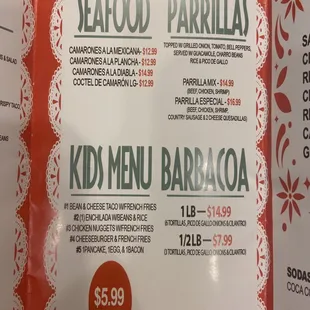 SEAFOOD
CAMARONES A LA MEXICANA- $12.99
CAMARONES A LA PLANCHA - $12.99
CAMARONES A LA DIABLA - $14.99
COCTEL DE CAMARÓN LG - $12.99
PARRILLAS
TOPPED W/ GRILLED ONION, TOMATO, BELL PEPPERS,
SERVED W/ GUACAMOLE, CHARRO BEANS
RICE & PICO DE GALLO
PARRILLA MIX - $14.99
(BEEF, CHICKEN, SHRIMP)
PARRILLA ESPECIAL - $16.99
(BEEF, CHICKEN, SHRIMP,
COUNTRY SAUSAGE & 2 CHEESE QUESADILLAS)
KIDS MENU
#1 BEAN & CHEESE TACO W/FRENCH FRIES
#2 (1) ENCHILADA W/BEANS & RICE
#3 CHICKEN NUGGETS W/FRENCH FRIES
#4 CHEESEBURGER & FRENCH FRIES
#5 1PANCAKE, 1EGG, & 1BACON
$5.99
BARBACOA
1 LB — $14.99
(6 TORTILLAS, PICO DE GALLO-ONIONS & CILANTRO)
1/2 LB — $7.99
(3 TORTILLAS, PICO DE GALLO-ONIONS & CILANTRO)
SODAS
COCA